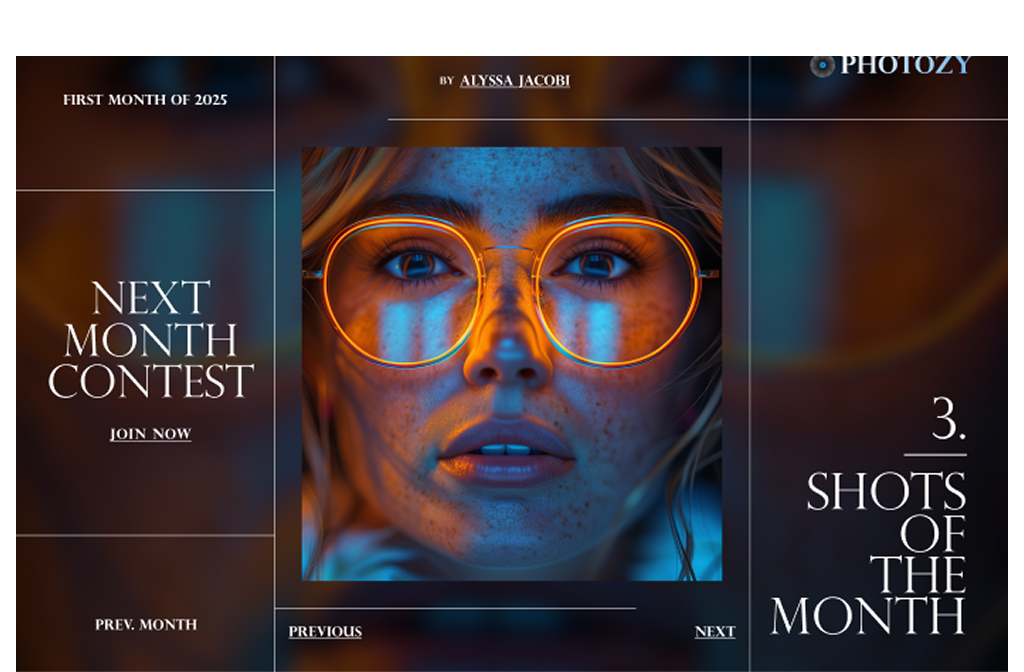 FIRST MONTH OF 2025
BY ALYSSA JACOBI
PHOTOZY
NEXT
MONTH
CONTEST
JOIN NOW
3.
SHOTS
OF
THE
MONTH
PREV. MONTH
PREVIOUS
NEXT